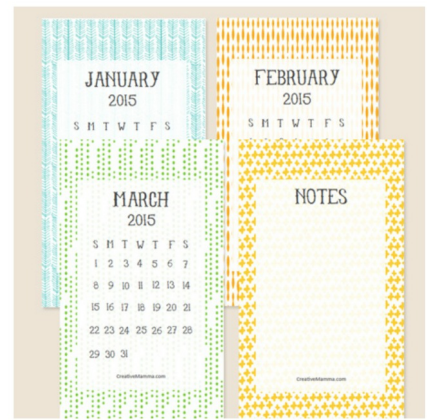 JANUARY
2015
S M T W T F S
FEBRUARY
2015
S M T W T F S
MARCH
2015
S M T W T F S
1 2 3 4 5 6 7
8 9 10 11 12 13 14
15 16 17 18 19 20 21
22 23 24 25 26 27 28
29 30 31
CreativeMamma.com
NOTES
CreativeMamma.com